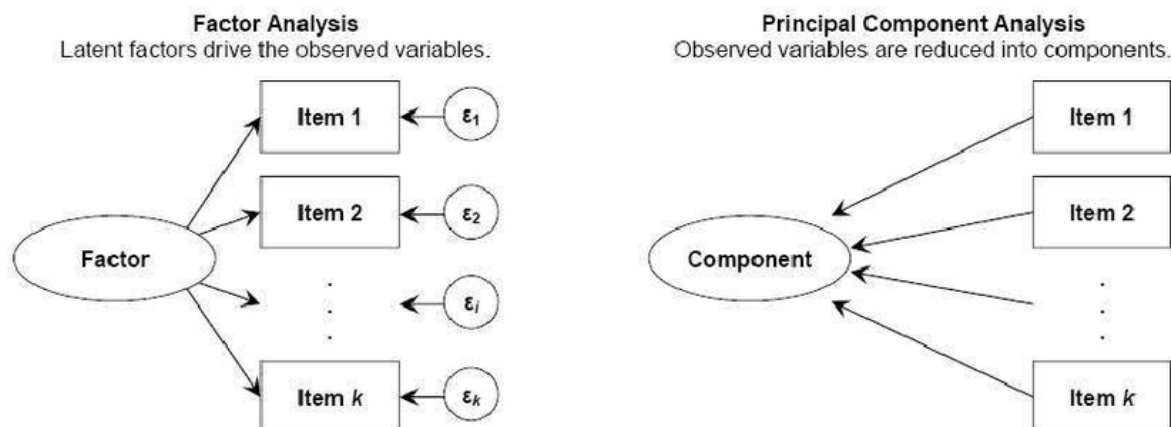 Factor Analysis
Latent factors drive the observed variables.
Item 1
ε1
Item 2
ε2
Factor
.
.
.
εi
Item k
εk
Principal Component Analysis
Observed variables are reduced into components.
Item 1
Item 2
Component
.
.
.
Item k